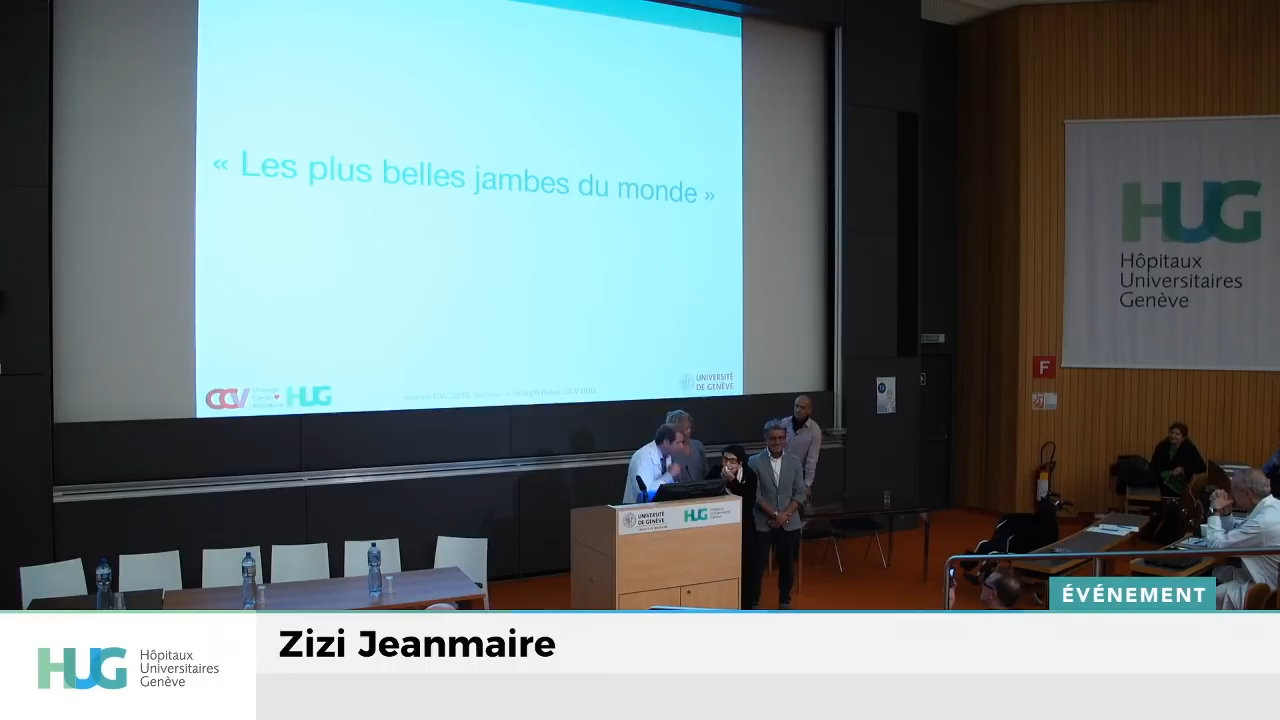 « Les plus belles jambes du monde »
CCV
HUG
UNIVERSITÉ
DE GENÈVE
HUG
Hôpitaux
Universitaires
Genève
F
UNIVERSITÉ
DE GENÈVE
HUG
ÉVÉNEMENT
Zizi Jeanmaire
HUG
Hôpitaux
Universitaires
Genève